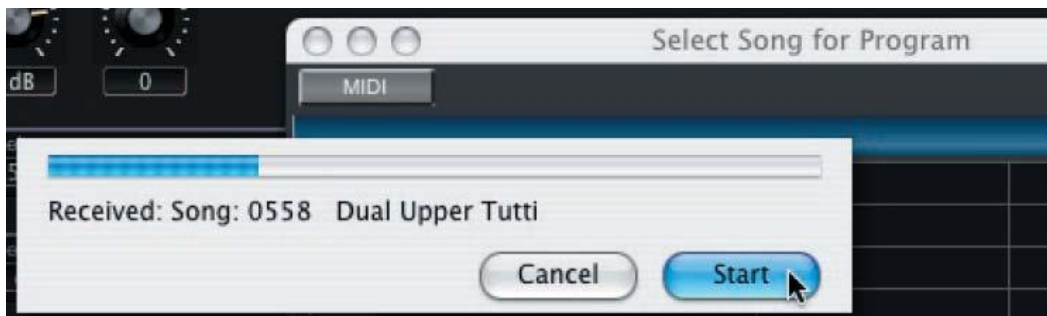 Select Song for Program
dB
0
MIDI
Received: Song: 0558 Dual Upper Tutti
Cancel
Start